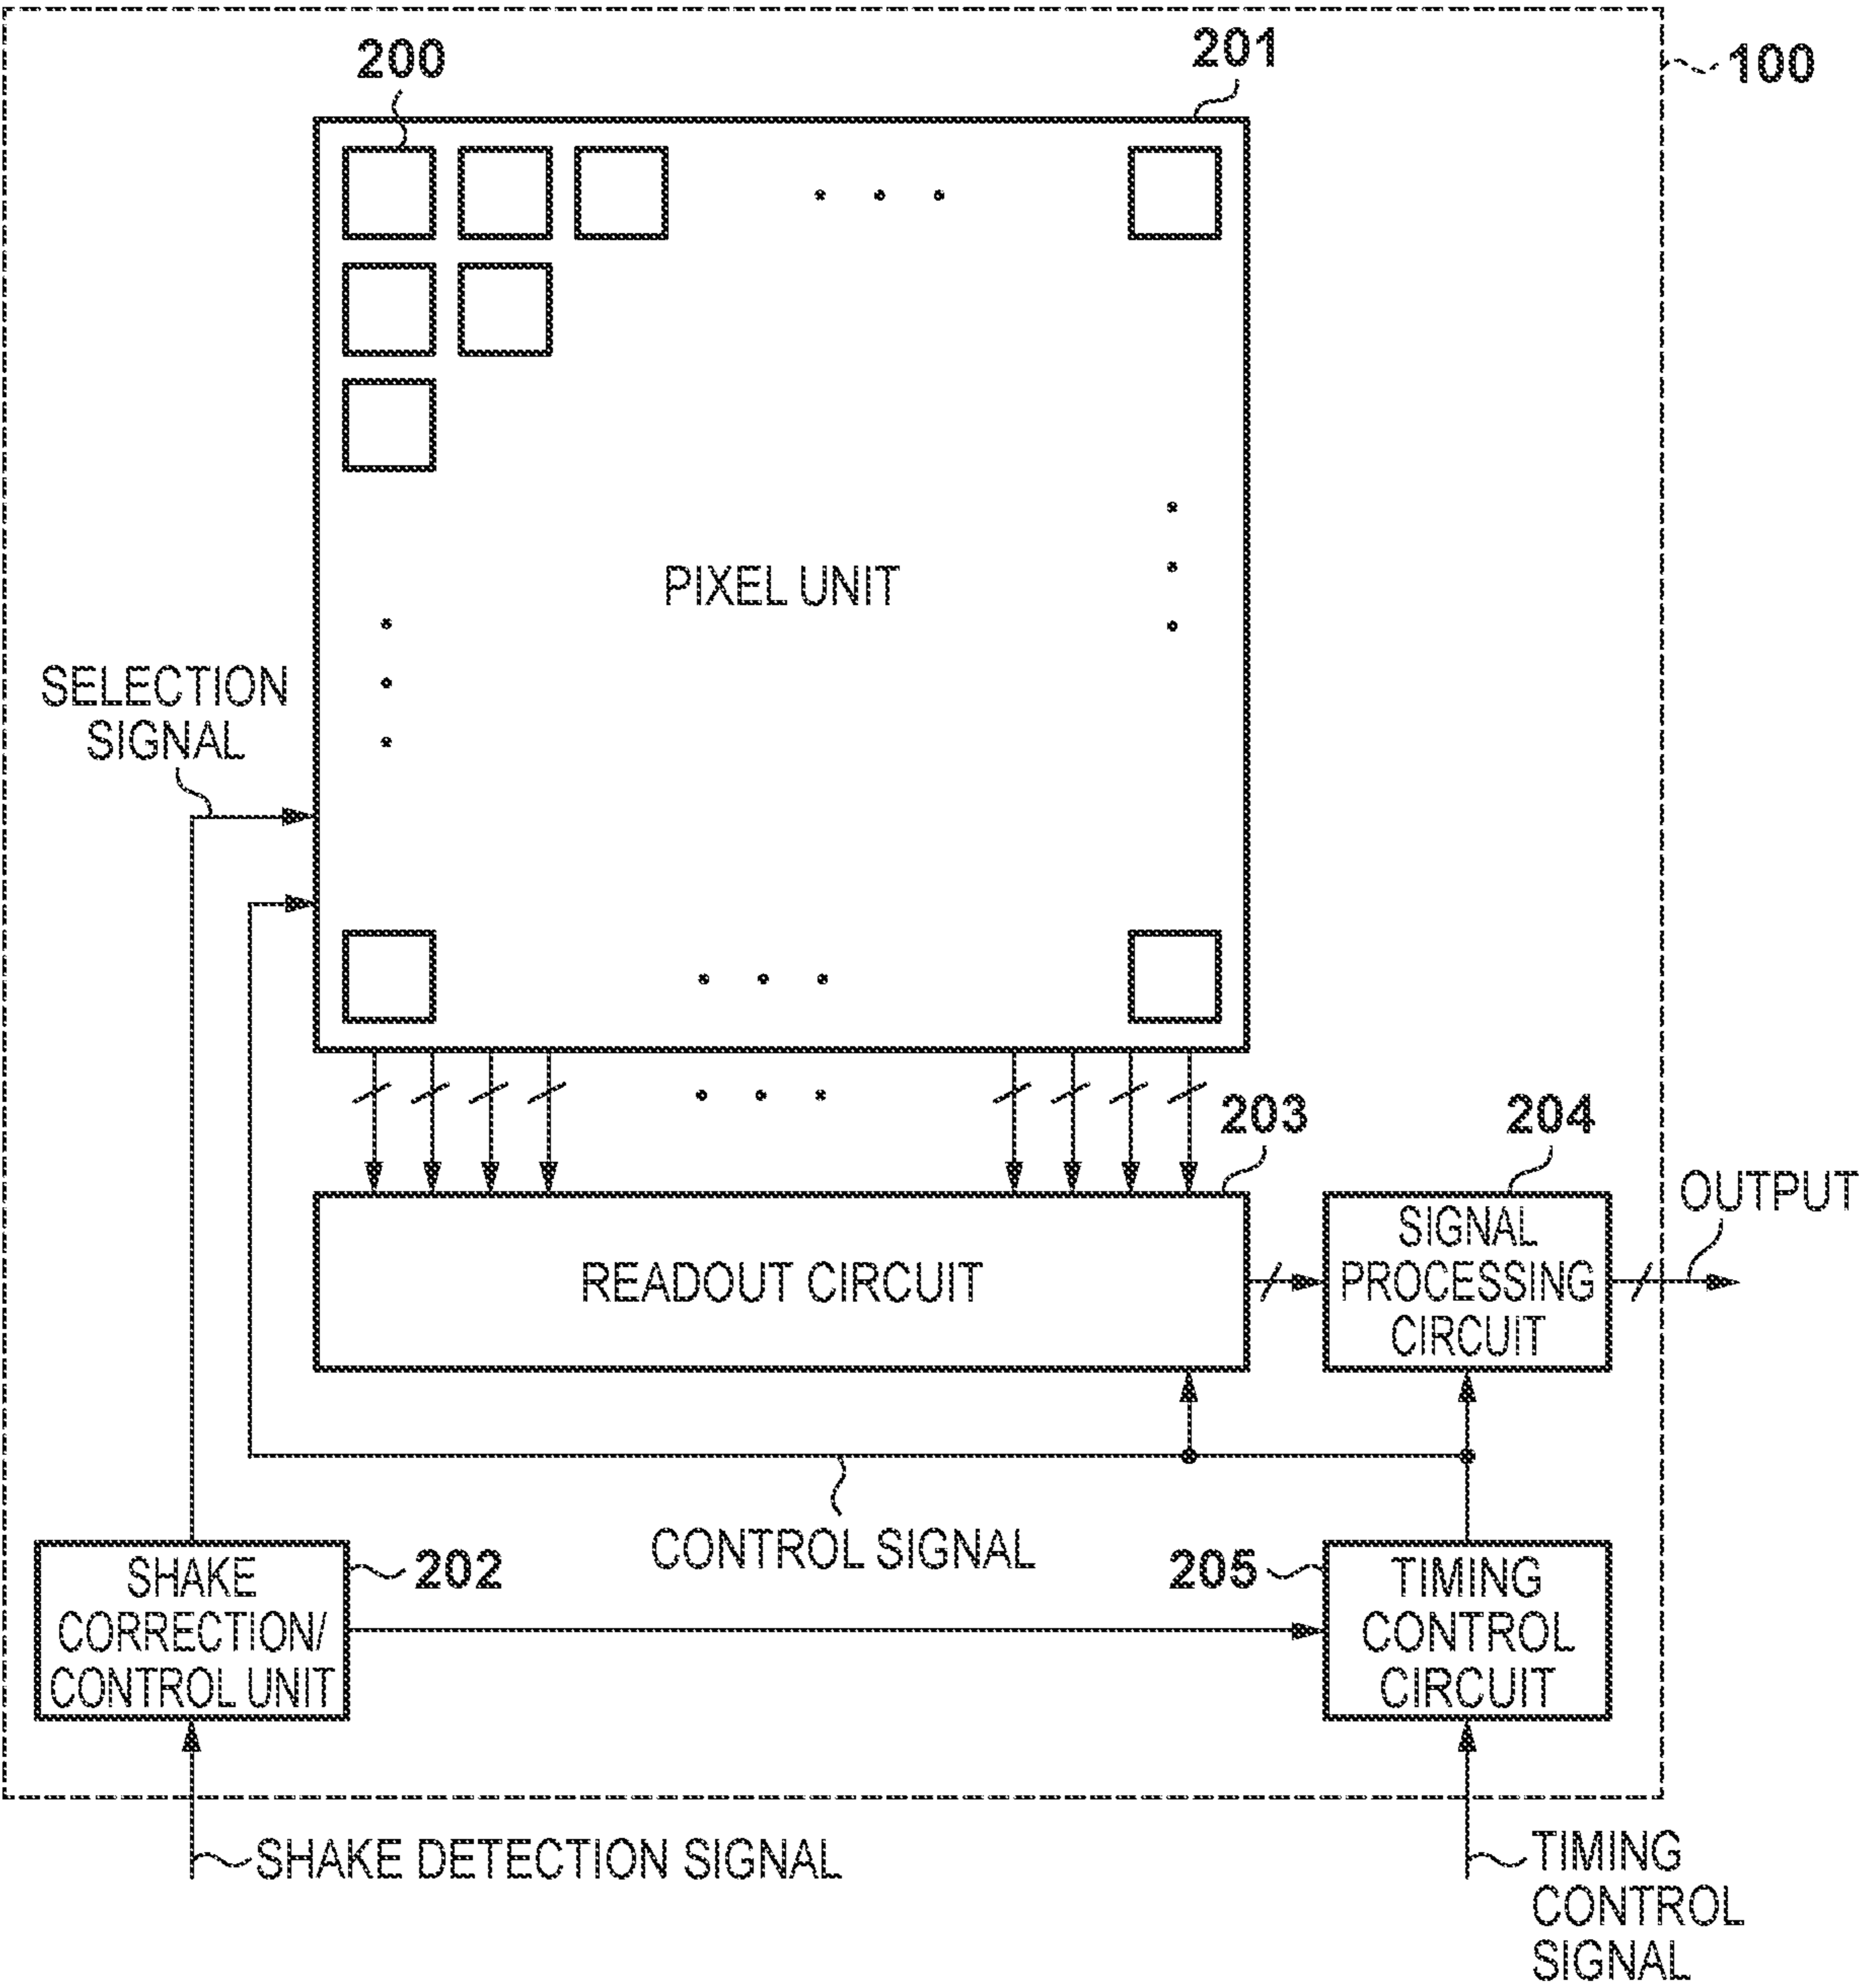 200
201
100
PIXEL UNIT
SELECTION
SIGNAL
203
204
OUTPUT
READOUT CIRCUIT
SIGNAL
PROCESSING
CIRCUIT
CONTROL SIGNAL
SHAKE
CORRECTION/
CONTROL UNIT
202
205
TIMING
CONTROL
CIRCUIT
SHAKE DETECTION SIGNAL
TIMING
CONTROL
SIGNAL